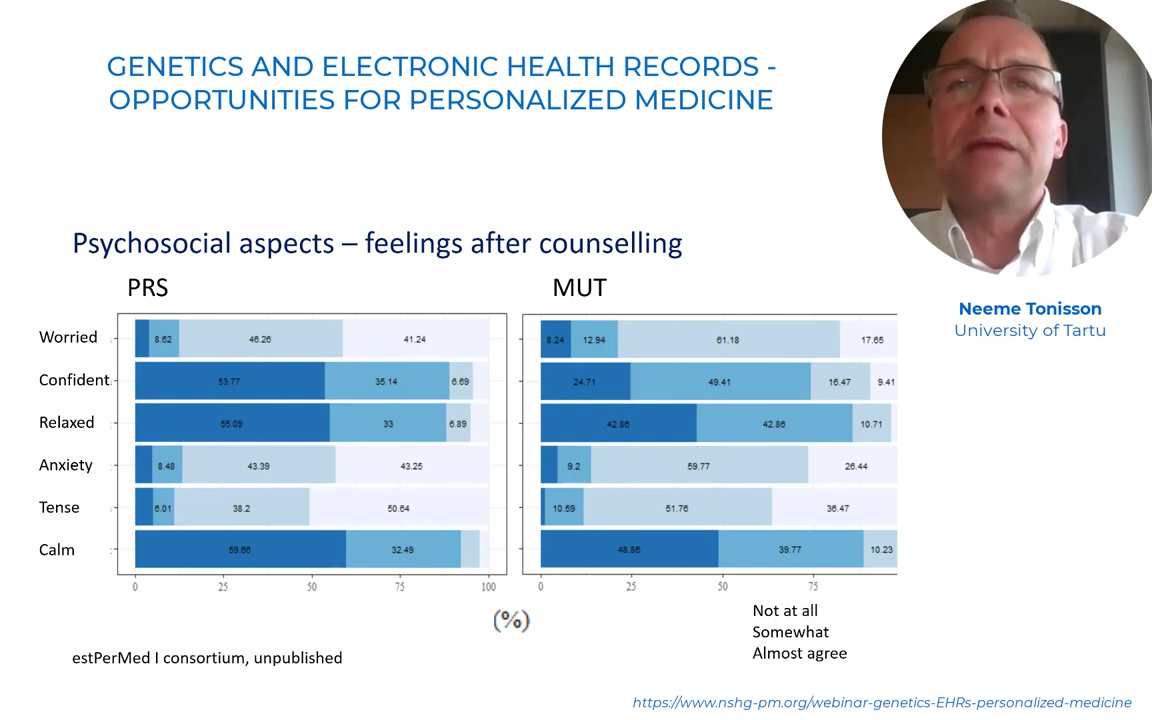 GENETICS AND ELECTRONIC HEALTH RECORDS -
OPPORTUNITIES FOR PERSONALIZED MEDICINE
Neeme Tonisson
University of Tartu
Psychosocial aspects – feelings after counselling
PRS
MUT
Worried 8.62 46.26 41.24 8.24 12.94 61.18 17.65
Confident 53.77 35.14 6.69 24.71 49.41 16.47 9.41
Relaxed 55.09 33 6.89 42.86 42.86 10.71
Anxiety 8.48 43.39 43.25 9.2 59.77 26.44
Tense 6.01 38.2 50.64 10.59 51.76 36.47
Calm 59.66 32.49 48.86 39.77 10.23
0 25 50 75 100 0 25 50 75
(%)
Not at all
Somewhat
Almost agree
estPerMed I consortium, unpublished
https://www.nshg-pm.org/webinar-genetics-EHRs-personalized-medicine